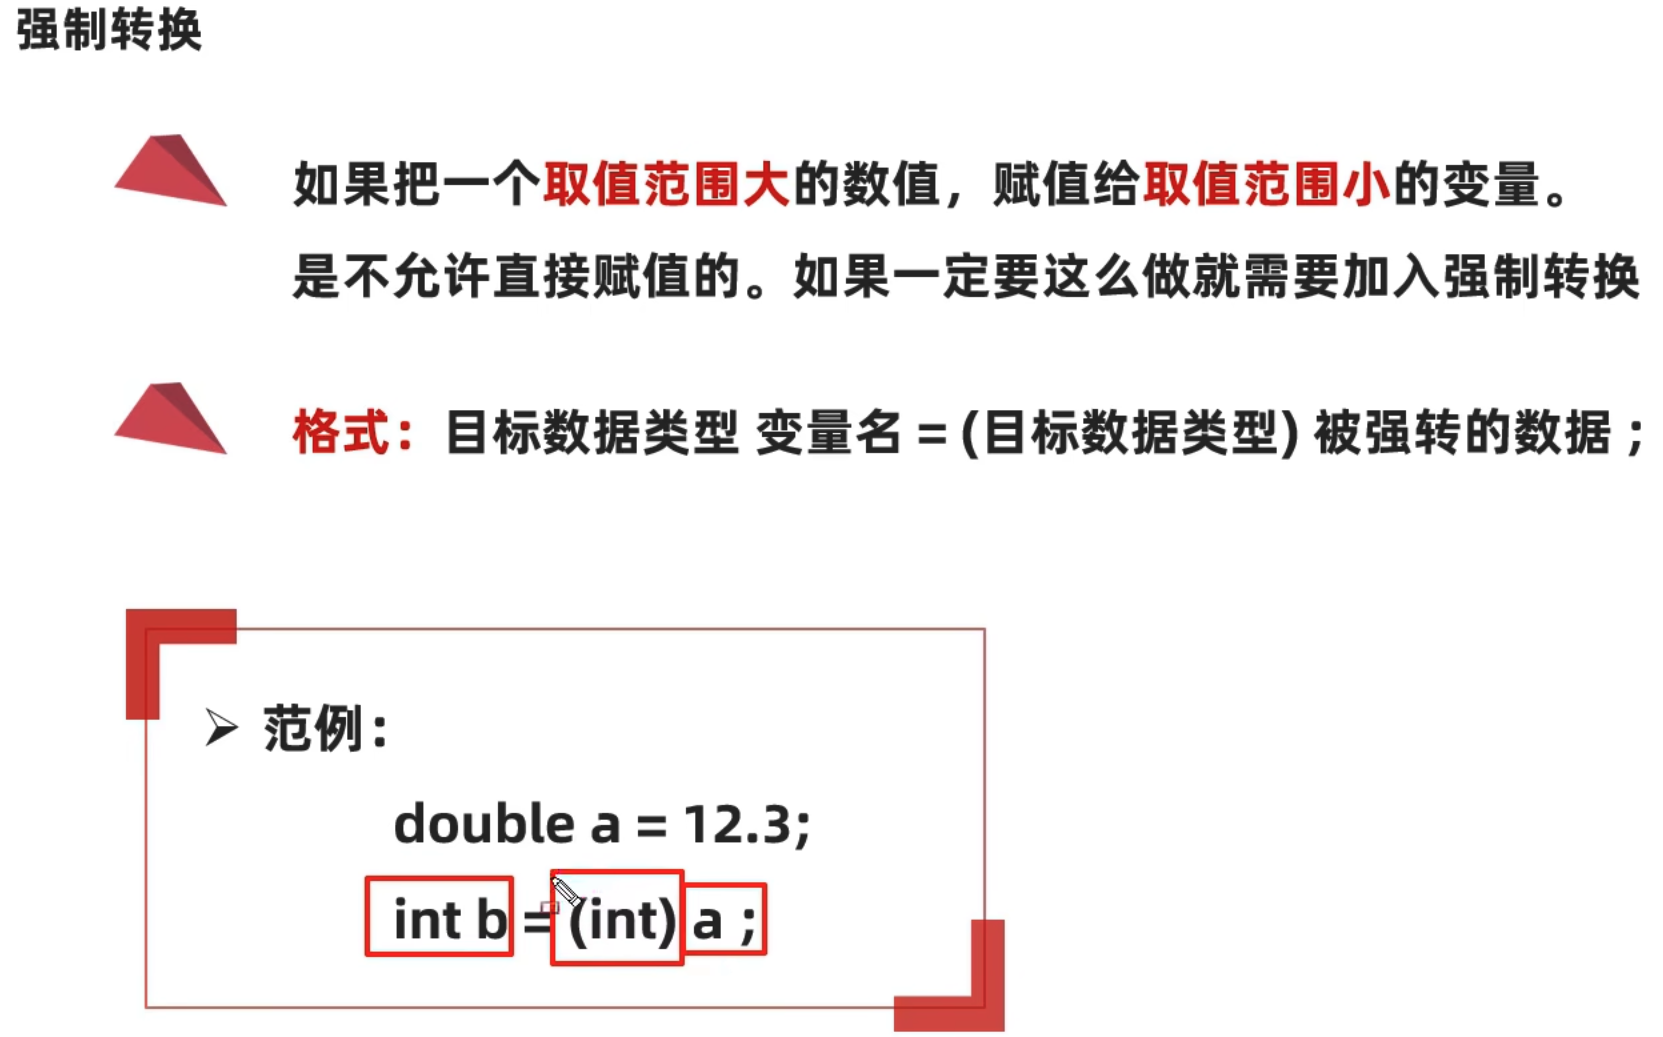 强制转换
如果把一个取值范围大的数值，赋值给取值范围小的变量。
是不允许直接赋值的。如果一定要这么做就需要加入强制转换
格式：目标数据类型 变量名 = (目标数据类型) 被强转的数据 ;
范例：
double a = 12.3;
int b = (int) a ;